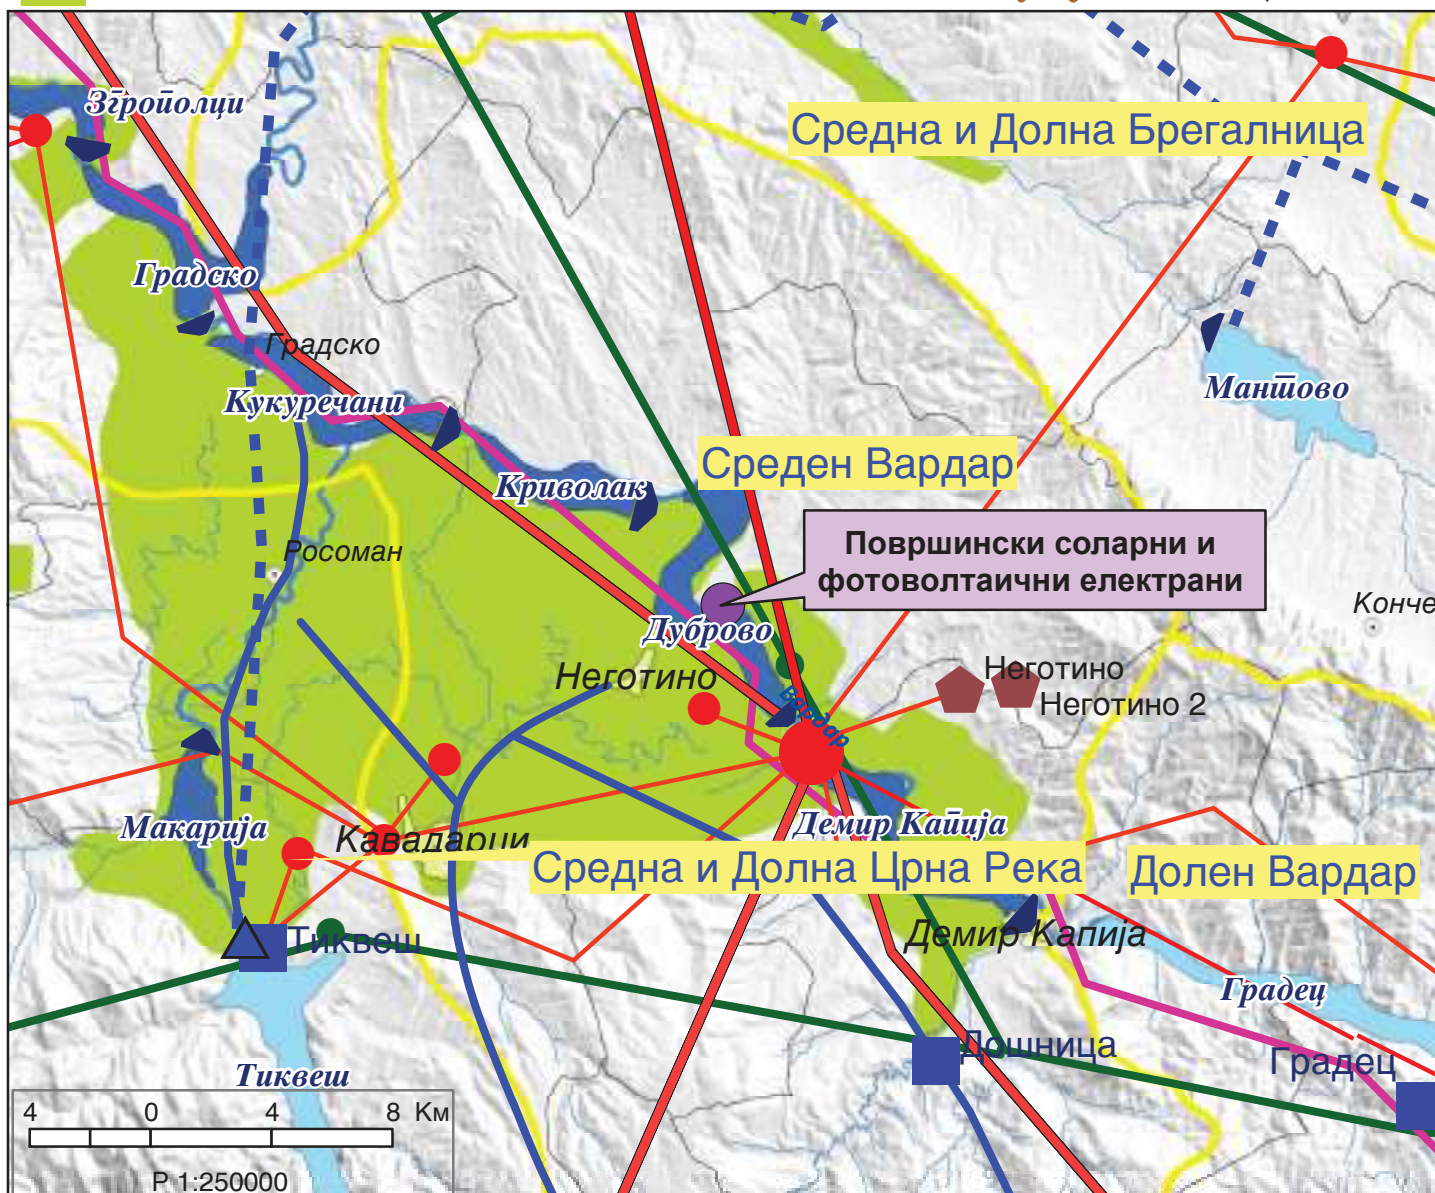 Згрополци
Средна и Долна Брегалница
Градско
Градско
Мантово
Кукуречани
Среден Вардар
Криволак
Површински соларни и
фотоволтаични електрани
Росоман
Конче
Дуброво
Неготино
Неготино
Неготино 2
Вардар
Макарија
Кавадарци
Демир Капија
Средна и Долна Црна Река
Долен Вардар
Тиквеш
Демир Капија
Градец
Дошница
Градец
Тиквеш
4 0 4 8 Км
Р 1:250000